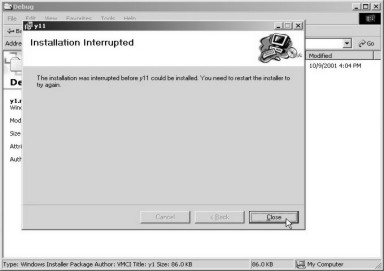 Debug
File Edit View Favorites Tools Help
y11
Installation Interrupted
Addre
Go
Modified
10/9/2001 4:04 PM
The installation was interrupted before y11 could be installed. You need to restart the installer to
try again.
De
y1.
Wind
Mod
Size
Attri
Auth
Cancel
< Back
Close
Type: Windows Installer Package Author: VMCI Title: y1 Size: 86.0 KB
86.0 KB
My Computer